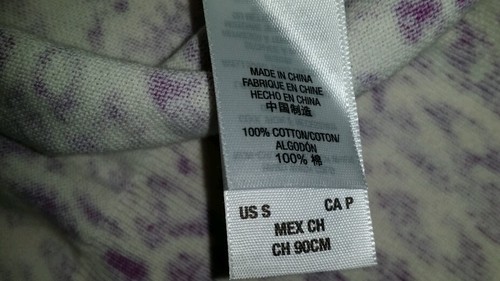 MADE IN CHINA
FABRIQUE EN CHINE
HECHO EN CHINA
中国制造
100% COTTON/COTON/
ALGODÓN
100% 棉
US S CA P
MEX CH
CH 90CM